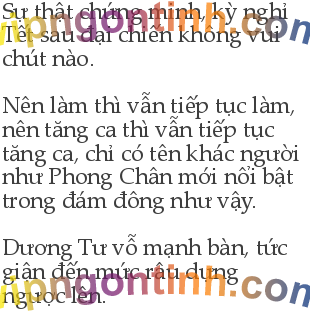 Sự thật chứng minh, kỳ nghỉ
Tết sau đại chiến không vui
chút nào.
Nên làm thì vẫn tiếp tục làm,
nên tăng ca thì vẫn tiếp tục
tăng ca, chỉ có tên khác người
như Phong Chân mới nổi bật
trong đám đông như vậy.
Dương Tư vỗ mạnh bàn, tức
giận đến mức râu dựng
ngược lên.
vipngontinh.com
vipngontinh.com